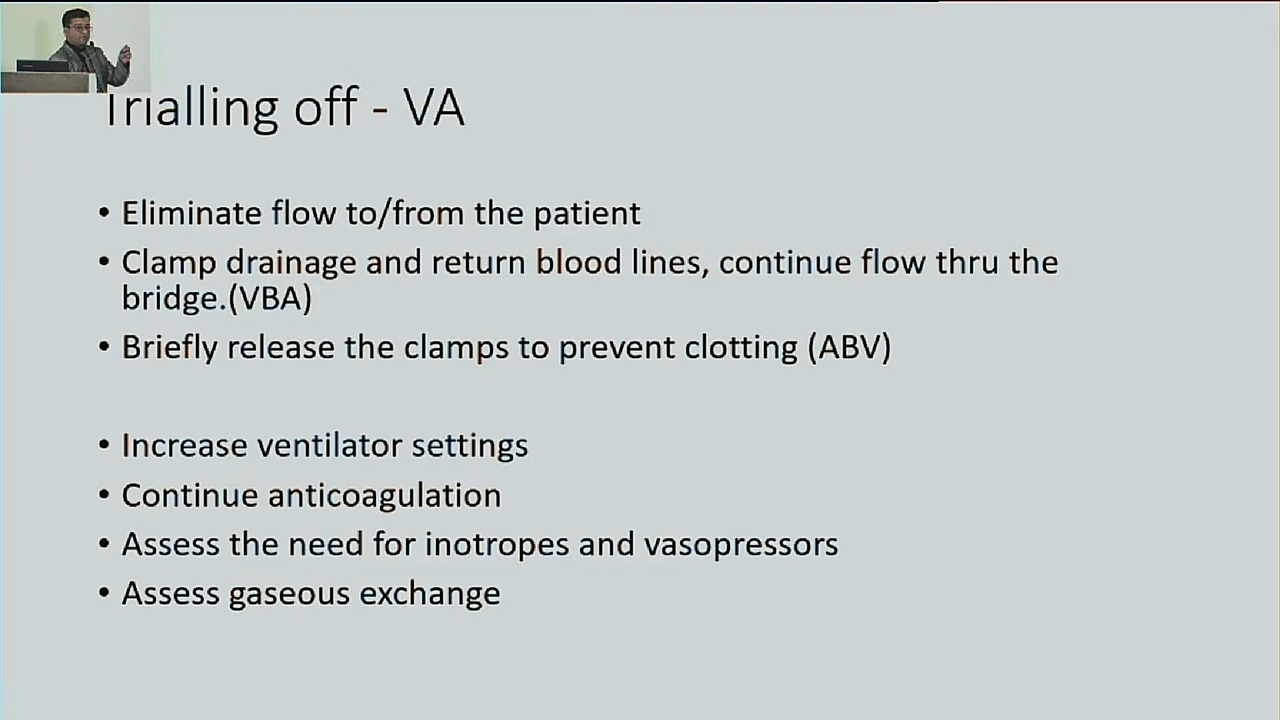 Trialling off - VA
• Eliminate flow to/from the patient
• Clamp drainage and return blood lines, continue flow thru the
bridge.(VBA)
• Briefly release the clamps to prevent clotting (ABV)
• Increase ventilator settings
• Continue anticoagulation
• Assess the need for inotropes and vasopressors
• Assess gaseous exchange